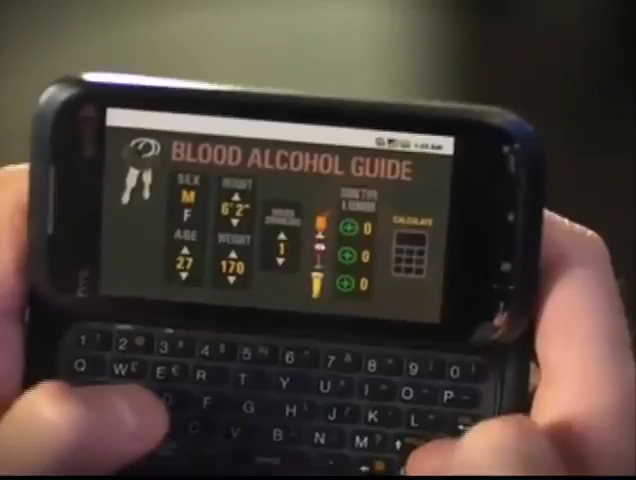 BLOOD ALCOHOL GUIDE
SEX
M
F
AGE
27
HEIGHT
6'2"
WEIGHT
170
1
0
0
0
CALCULATE
1 2 3 4 5 6 7 8 9 0
Q W E R T Y U I O P
D F G H J K L
C V B N M